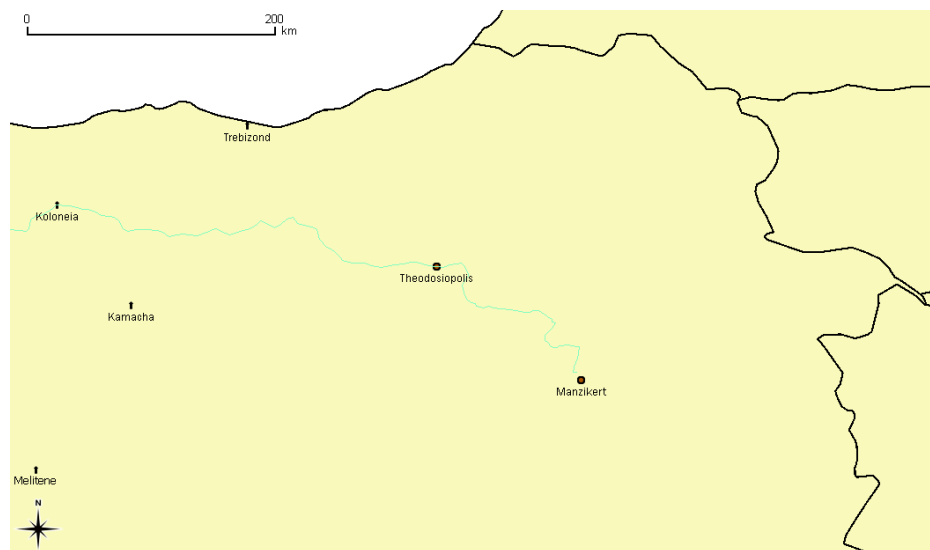 0 200
km
Trebizond
Koloneia
Theodosiopolis
Kamacha
Manzikert
Melitene
N